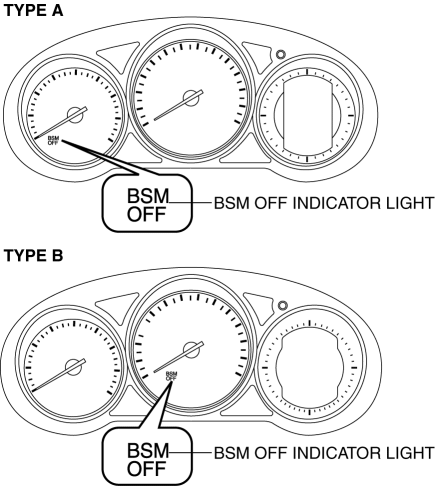 TYPE A
BSM
OFF
BSM
OFF
BSM OFF INDICATOR LIGHT
TYPE B
BSM
OFF
BSM
OFF
BSM OFF INDICATOR LIGHT